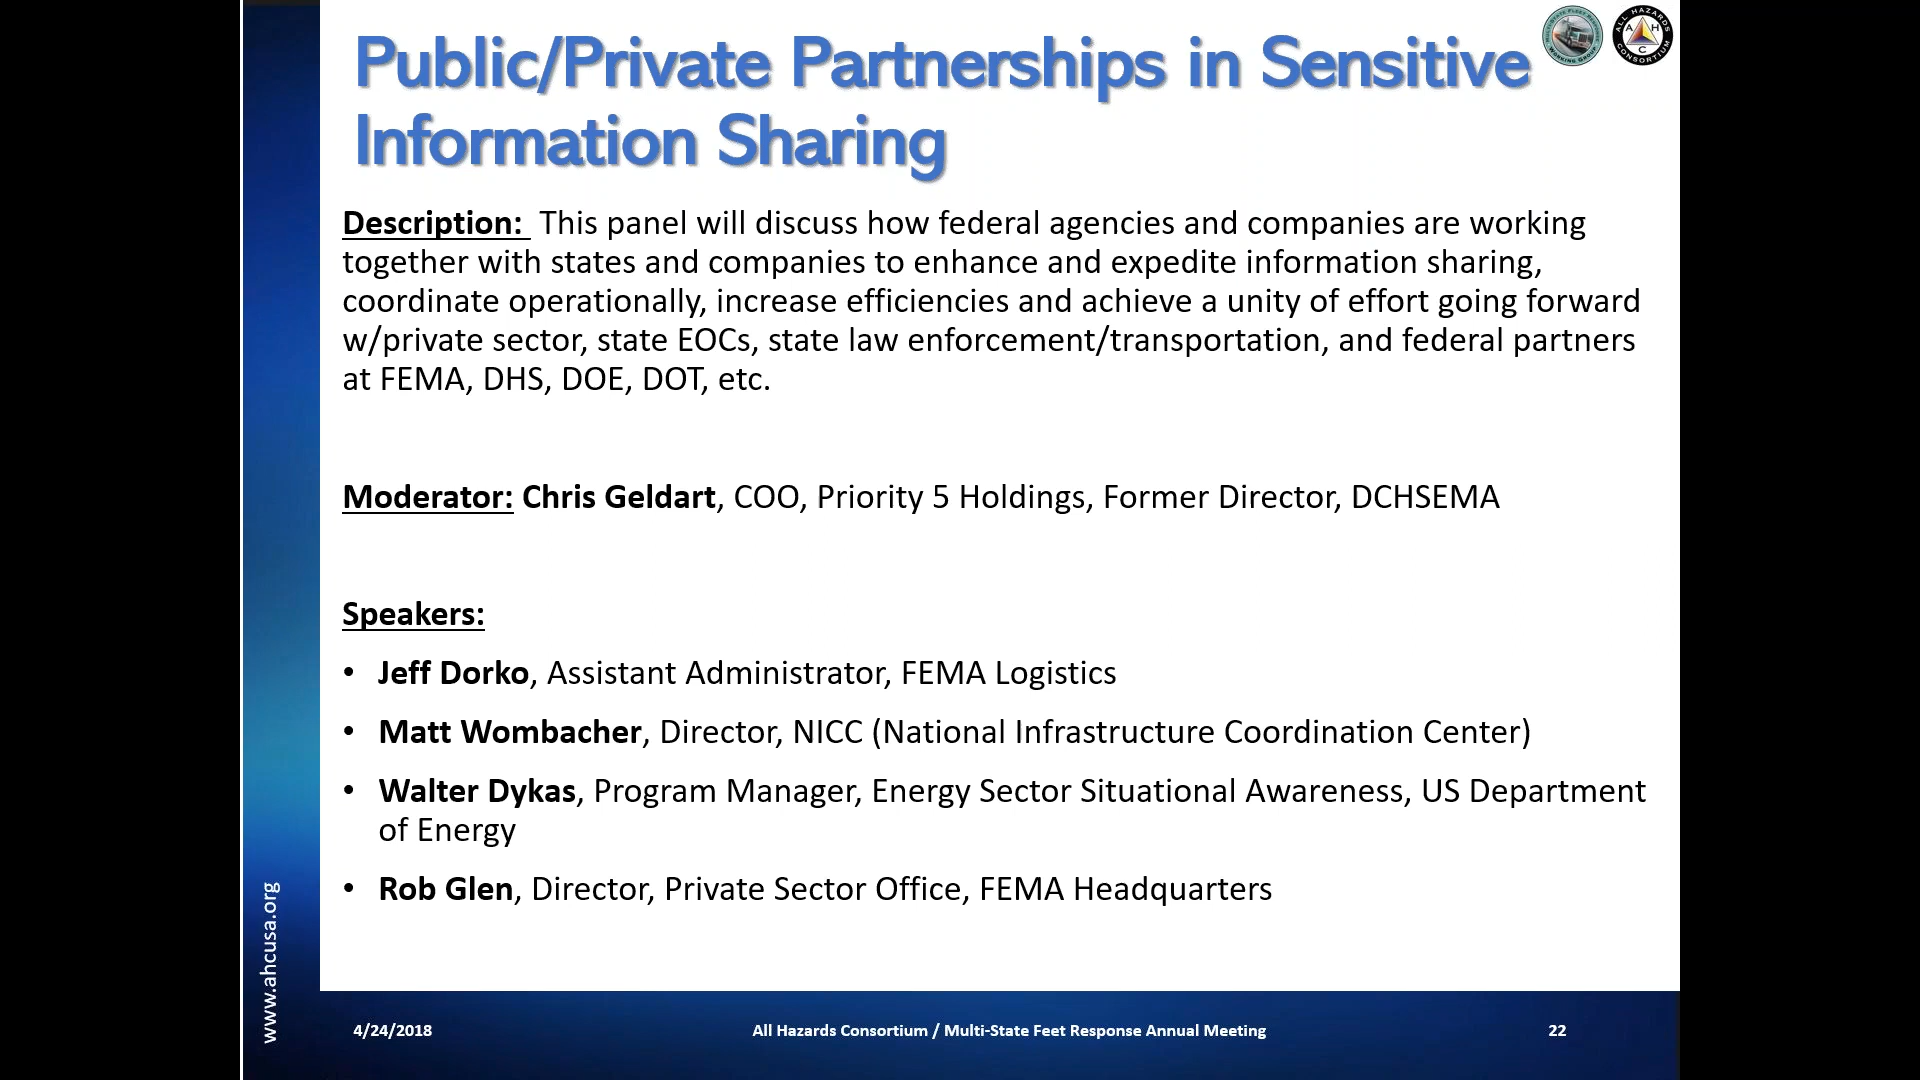 Public/Private Partnerships in Sensitive
Information Sharing
Description: This panel will discuss how federal agencies and companies are working
together with states and companies to enhance and expedite information sharing,
coordinate operationally, increase efficiencies and achieve a unity of effort going forward
w/private sector, state EOCs, state law enforcement/transportation, and federal partners
at FEMA, DHS, DOE, DOT, etc.
Moderator: Chris Geldart, COO, Priority 5 Holdings, Former Director, DCHSEMA
Speakers:
• Jeff Dorko, Assistant Administrator, FEMA Logistics
• Matt Wombacher, Director, NICC (National Infrastructure Coordination Center)
• Walter Dykas, Program Manager, Energy Sector Situational Awareness, US Department
of Energy
• Rob Glen, Director, Private Sector Office, FEMA Headquarters
www.ahcusa.org
4/24/2018
All Hazards Consortium / Multi-State Feet Response Annual Meeting
22
ALL HAZARDS
CONSORTIUM
A H
C